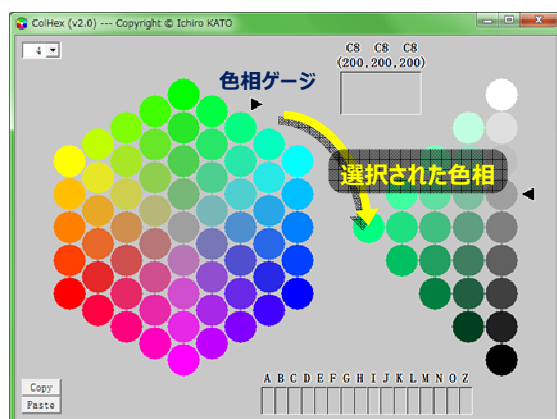 ColHex (v2.0) --- Copyright © Ichiro KATO
4
C8 C8 C8
(200,200,200)
色相ゲージ
選択された色相
A B C D E F G H I J K L M N O Z
Copy
Paste